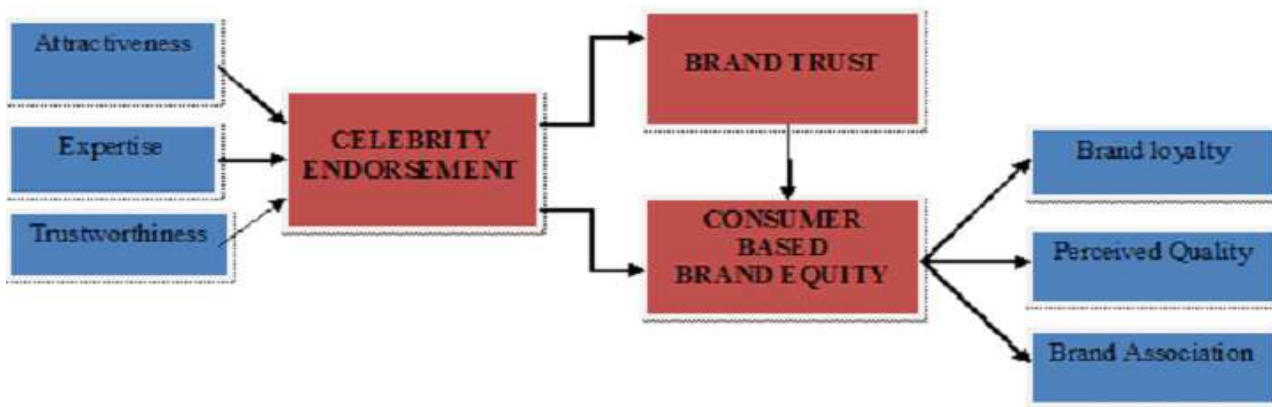 Attractiveness
Expertise
Trustworthiness
CELEBRITY
ENDORSEMENT
BRAND TRUST
CONSUMER
BASED
BRAND EQUITY
Brand loyalty
Perceived Quality
Brand Association